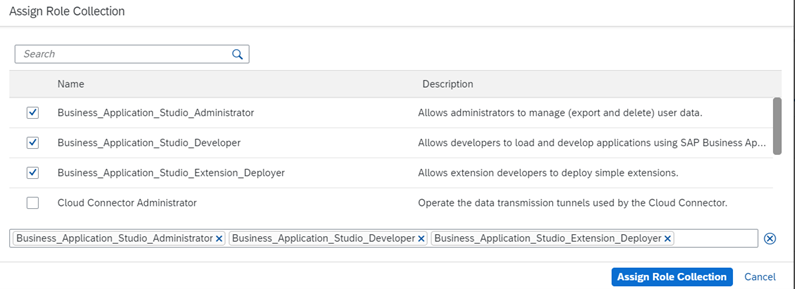 Assign Role Collection
Search
Name Description
Business_Application_Studio_Administrator Allows administrators to manage (export and delete) user data.
Business_Application_Studio_Developer Allows developers to load and develop applications using SAP Business Ap...
Business_Application_Studio_Extension_Deployer Allows extension developers to deploy simple extensions.
Cloud Connector Administrator Operate the data transmission tunnels used by the Cloud Connector.
Business_Application_Studio_Administrator Business_Application_Studio_Developer Business_Application_Studio_Extension_Deployer
Assign Role Collection Cancel